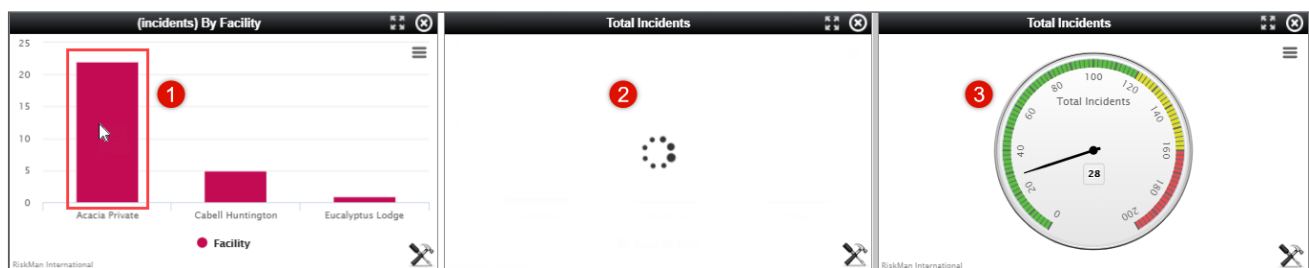 (incidents) By Facility
25
20
15
10
5
0
1
Acacia Private
Cabell Huntington
Eucalyptus Lodge
Facility
RiskMan International
Total Incidents
2
Total Incidents
3
0
20
40
60
80
100
120
140
160
180
200
Total Incidents
28
RiskMan International